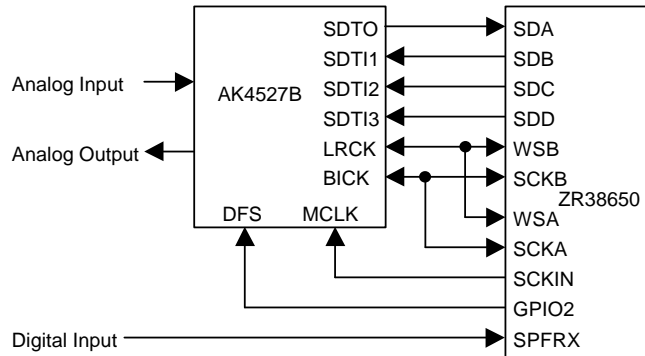 SDTO SDA
SDTI1 SDB
Analog Input AK4527B SDTI2 SDC
SDTI3 SDD
Analog Output LRCK WSB
BICK SCKB
ZR38650
DFS MCLK WSA
SCKA
SCKIN
GPIO2
Digital Input SPFRX